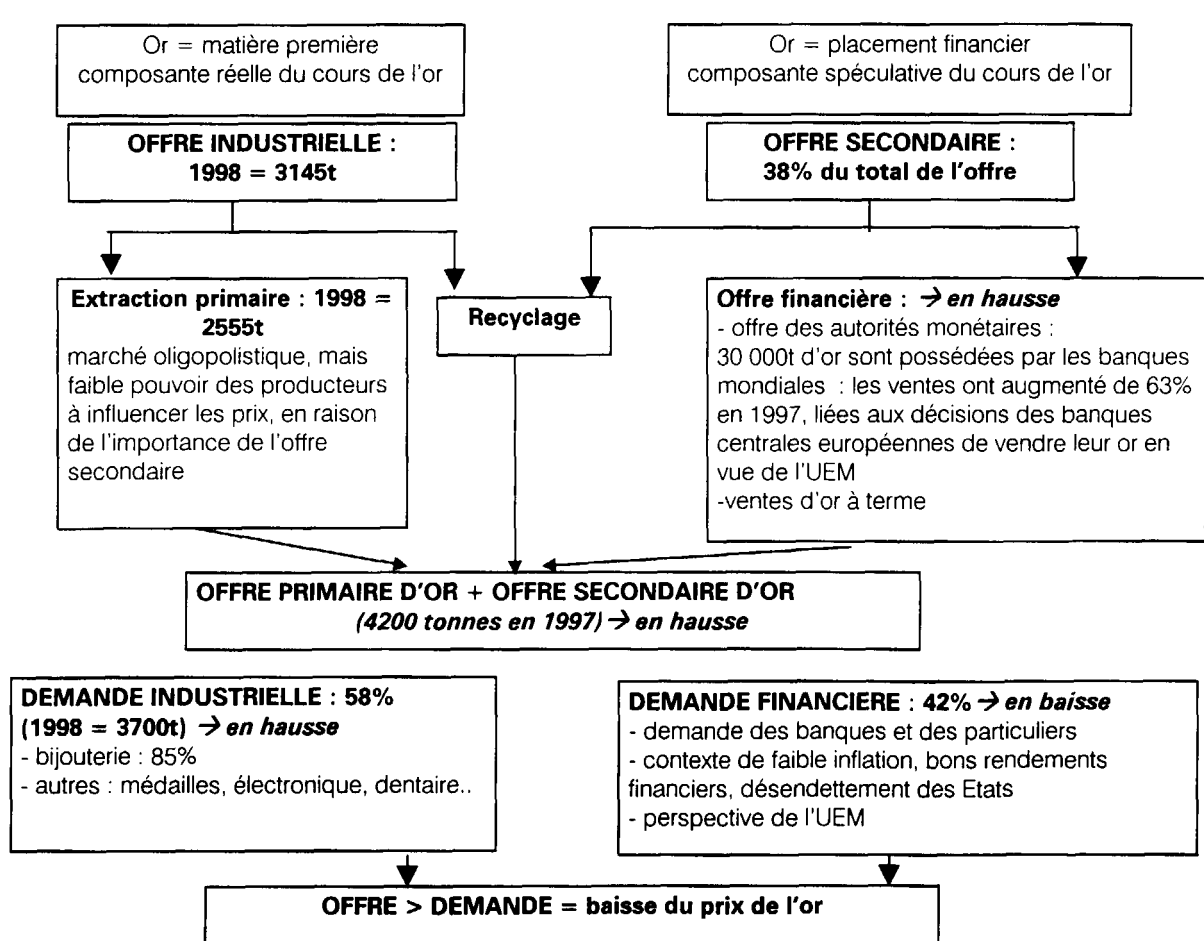 Or = matière première
composante réelle du cours de l'or
Or = placement financier
composante spéculative du cours de l'or
OFFRE INDUSTRIELLE :
1998 = 3145t
OFFRE SECONDAIRE :
38% du total de l'offre
Extraction primaire : 1998 =
2555t
marché oligopolistique, mais
faible pouvoir des producteurs
à influencer les prix, en raison
de l'importance de l'offre
secondaire
Recyclage
Offre financière : → en hausse
- offre des autorités monétaires :
30 000t d'or sont possédées par les banques
mondiales : les ventes ont augmenté de 63%
en 1997, liées aux décisions des banques
centrales européennes de vendre leur or en
vue de l'UEM
-ventes d'or à terme
OFFRE PRIMAIRE D'OR + OFFRE SECONDAIRE D'OR
(4200 tonnes en 1997) → en hausse
DEMANDE INDUSTRIELLE : 58%
(1998 = 3700t) → en hausse
- bijouterie : 85%
- autres : médailles, électronique, dentaire..
DEMANDE FINANCIERE : 42% → en baisse
- demande des banques et des particuliers
- contexte de faible inflation, bons rendements
financiers, désendettement des Etats
- perspective de l'UEM
OFFRE > DEMANDE = baisse du prix de l'or